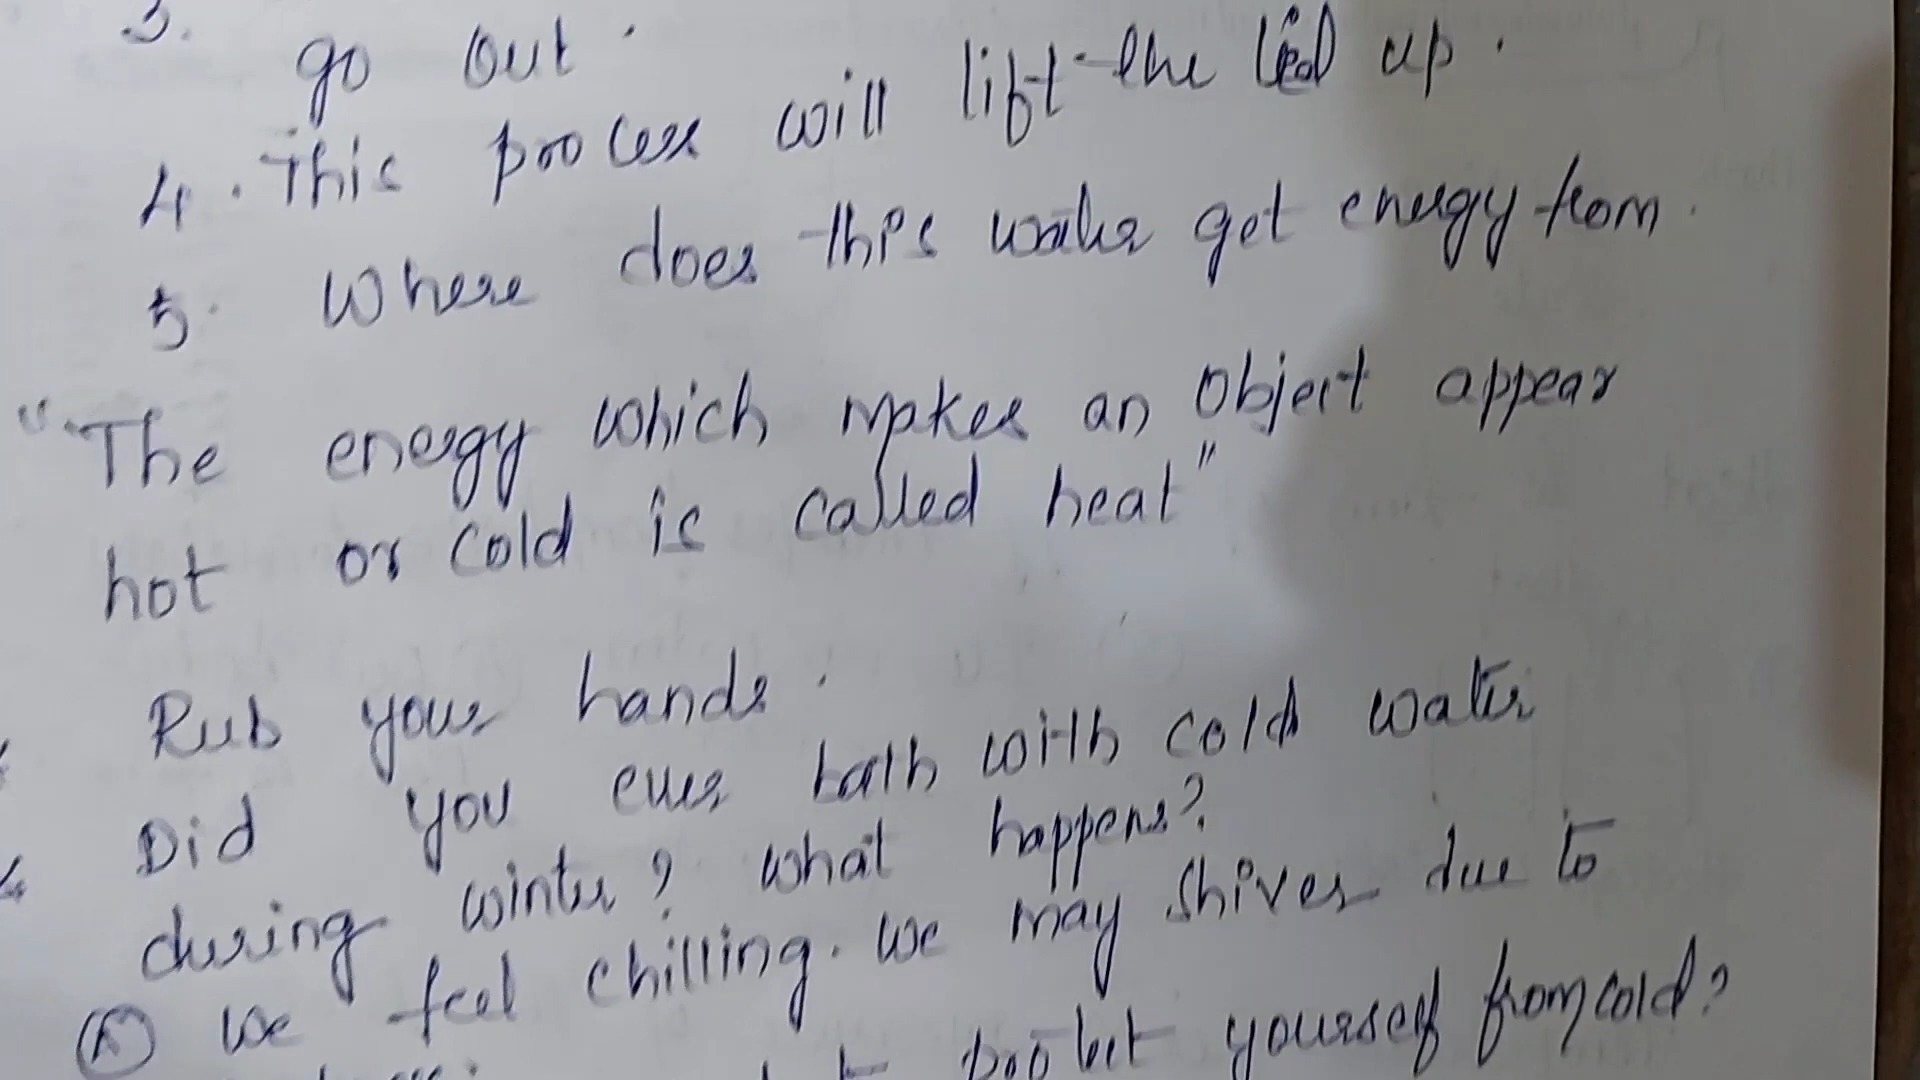 3.
go out.
4. This process will lift the lid up.
5. Where does this water get energy from.
"The energy which makes an object appear
hot or cold is called heat"
Rub your hands.
Did you ever bath with cold water
during winter? what happens?
(A) We feel chilling. We may shiver due to
protect yourself from cold?